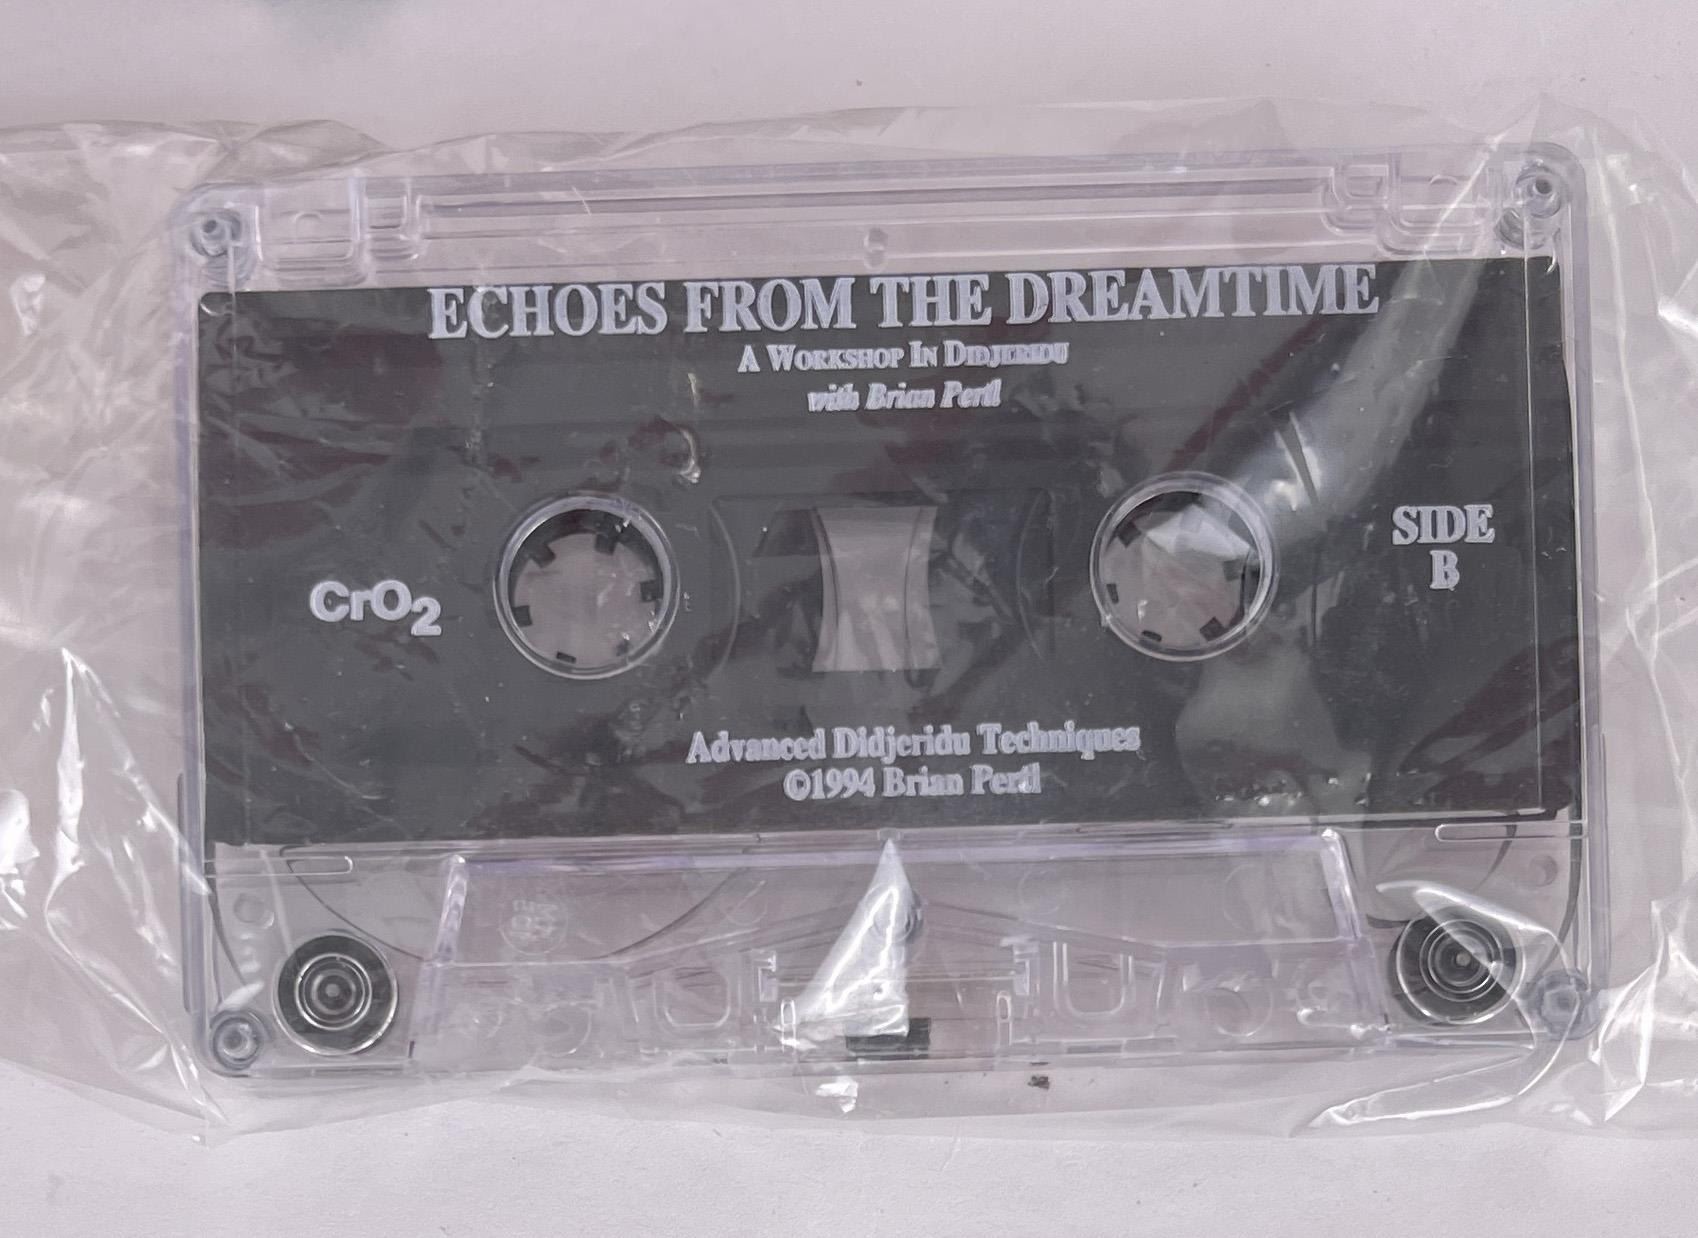 ECHOES FROM THE DREAMTIME
A WORKSHOP IN DIDJERIDU
with Brian Pertl
CrO2
SIDE
B
Advanced Didjeridu Techniques
©1994 Brian Pertl